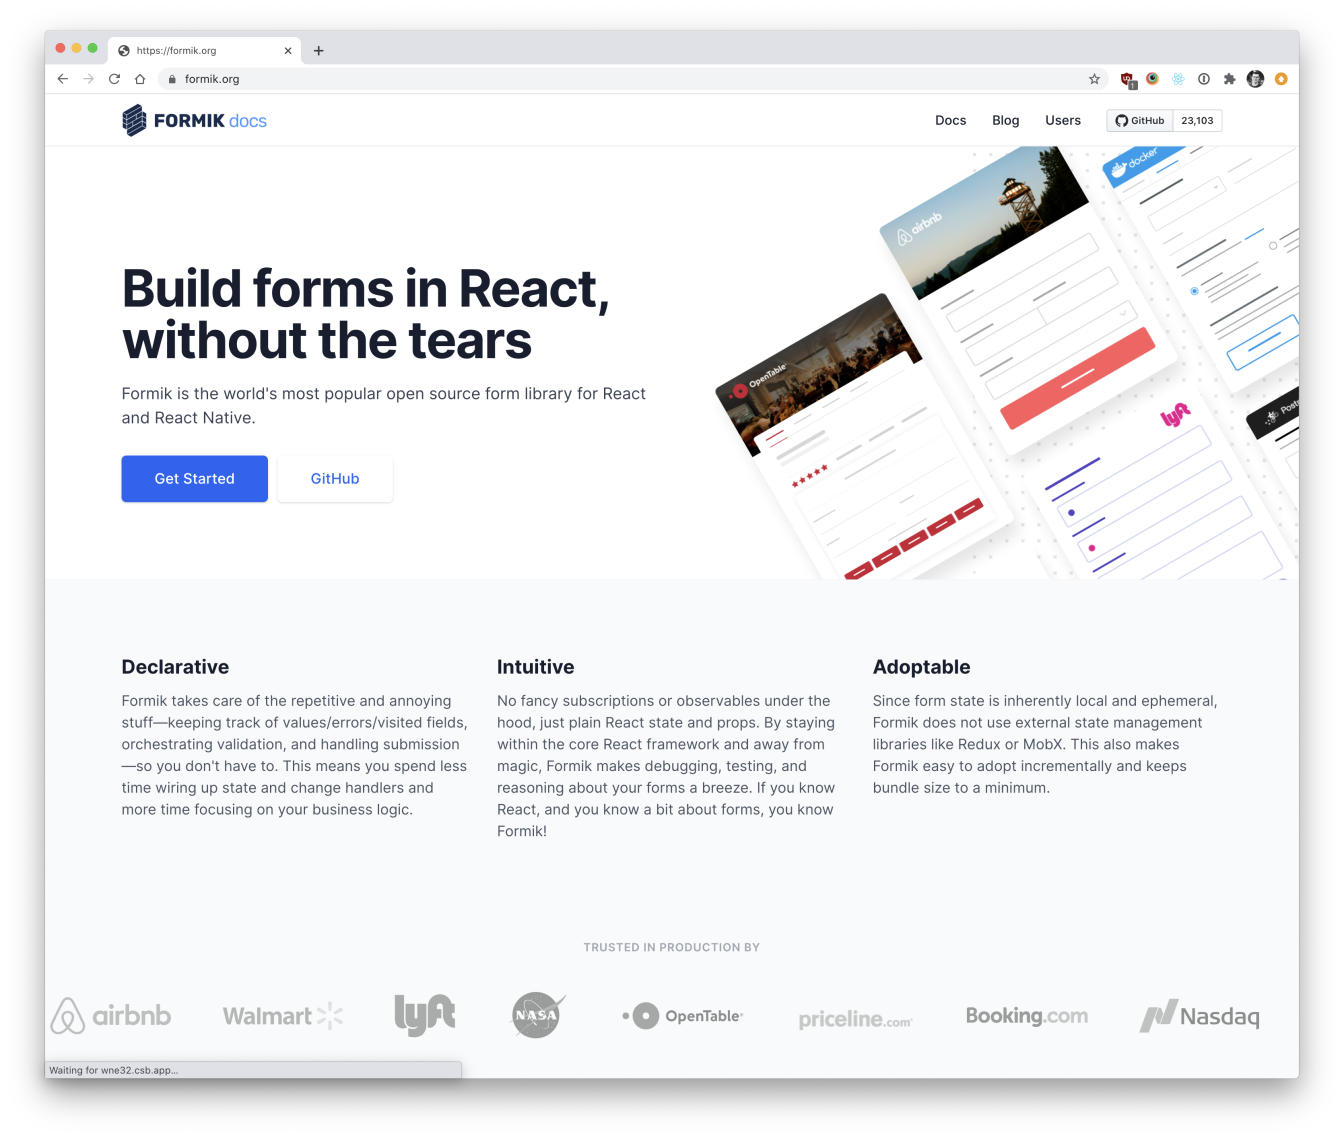 https://formik.org
formik.org
FORMIK docs
Docs
Blog
Users
GitHub
23,103
airbnb
docker
OpenTable
lyft
Build forms in React,
without the tears
Formik is the world's most popular open source form library for React
and React Native.
Get Started
GitHub
Declarative
Formik takes care of the repetitive and annoying
stuff—keeping track of values/errors/visited fields,
orchestrating validation, and handling submission
—so you don't have to. This means you spend less
time wiring up state and change handlers and
more time focusing on your business logic.
Intuitive
No fancy subscriptions or observables under the
hood, just plain React state and props. By staying
within the core React framework and away from
magic, Formik makes debugging, testing, and
reasoning about your forms a breeze. If you know
React, and you know a bit about forms, you know
Formik!
Adoptable
Since form state is inherently local and ephemeral,
Formik does not use external state management
libraries like Redux or MobX. This also makes
Formik easy to adopt incrementally and keeps
bundle size to a minimum.
TRUSTED IN PRODUCTION BY
airbnb
Walmart
lyft
NASA
OpenTable
priceline.com
Booking.com
Nasdaq
Waiting for wne32.csb.app...